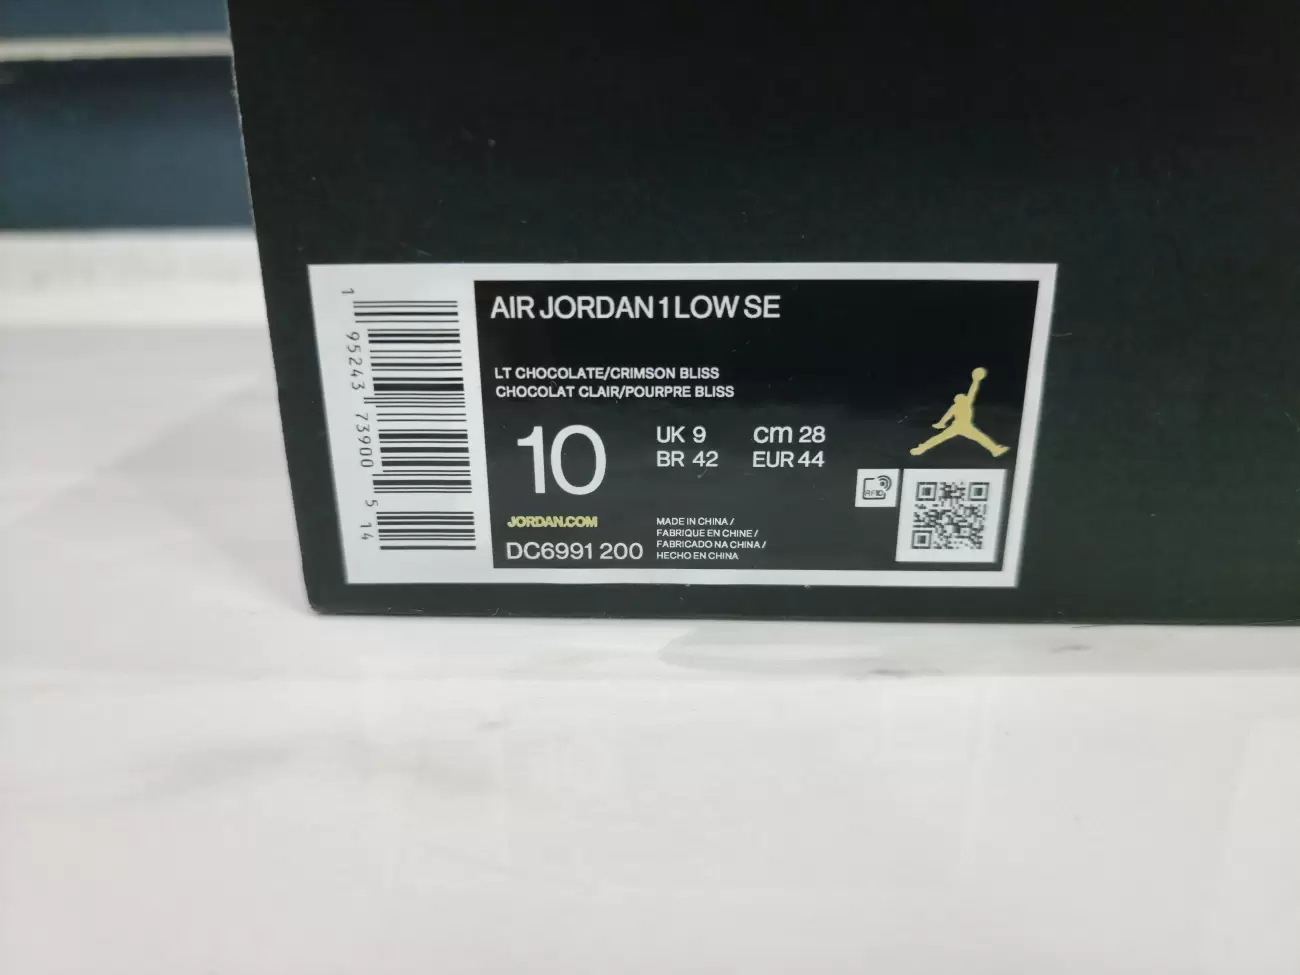 AIR JORDAN 1 LOW SE
LT CHOCOLATE/CRIMSON BLISS
CHOCOLAT CLAIR/POURPRE BLISS
10
UK 9 cm 28
BR 42 EUR 44
RFID
JORDAN.COM
DC6991 200
MADE IN CHINA /
FABRIQUE EN CHINE /
FABRICADO NA CHINA /
HECHO EN CHINA
1 95243 73900 5 14